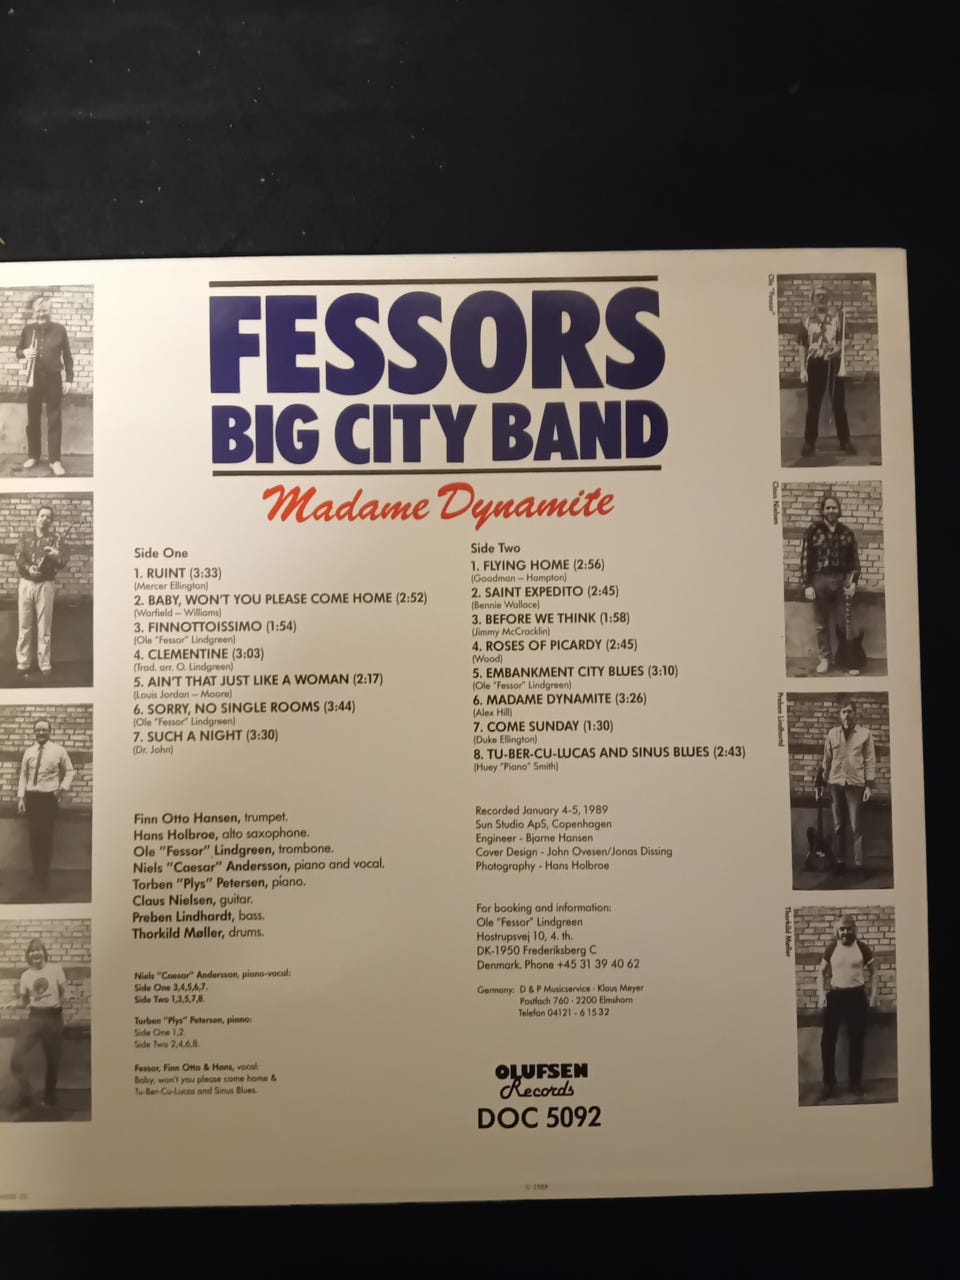 FESSORS
BIG CITY BAND
Madame Dynamite
Side One
1. RUINT (3:33)
(Mercer Ellington)
2. BABY, WON'T YOU PLEASE COME HOME (2:52)
(Warfield – Williams)
3. FINNOTTOISSIMO (1:54)
(Ole "Fessor" Lindgreen)
4. CLEMENTINE (3:03)
(Trad. arr. O. Lindgreen)
5. AIN'T THAT JUST LIKE A WOMAN (2:17)
(Louis Jordan – Moore)
6. SORRY, NO SINGLE ROOMS (3:44)
(Ole "Fessor" Lindgreen)
7. SUCH A NIGHT (3:30)
(Dr. John)
Side Two
1. FLYING HOME (2:56)
(Goodman – Hampton)
2. SAINT EXPEDITO (2:45)
(Bennie Wallace)
3. BEFORE WE THINK (1:58)
(Jimmy McCracklin)
4. ROSES OF PICARDY (2:45)
(Wood)
5. EMBANKMENT CITY BLUES (3:10)
(Ole "Fessor" Lindgreen)
6. MADAME DYNAMITE (3:26)
(Alex Hill)
7. COME SUNDAY (1:30)
(Duke Ellington)
8. TU-BER-CU-LUCAS AND SINUS BLUES (2:43)
(Huey "Piano" Smith)
Finn Otto Hansen, trumpet.
Hans Holbroe, alto saxophone.
Ole "Fessor" Lindgreen, trombone.
Niels "Caesar" Andersson, piano and vocal.
Torben "Plys" Petersen, piano.
Claus Nielsen, guitar.
Preben Lindhardt, bass.
Thorkild Møller, drums.
Niels "Caesar" Andersson, piano-vocal:
Side One 3,4,5,6,7.
Side Two 1,3,5,7,8.
Torben "Plys" Petersen, piano:
Side One 1,2.
Side Two 2,4,6,8.
Fessor, Finn Otto & Hans, vocal:
Baby, won't you please come home &
Tu-Ber-Cu-Lucas and Sinus Blues.
Recorded January 4-5, 1989
Sun Studio ApS, Copenhagen
Engineer - Bjarne Hansen
Cover Design - John Ovesen/Jonas Dissing
Photography - Hans Holbroe
For booking and information:
Ole "Fessor" Lindgreen
Hostrupsvej 10, 4. th.
DK-1950 Frederiksberg C
Denmark. Phone +45 31 39 40 62
Germany: D & P Musicservice · Klaus Meyer
Postfach 760 · 2200 Elmshorn
Telefon 04121 - 6 15 32
OLUFSEN
Records
DOC 5092
© 1989
Ole "Fessor"
Claus Nielsen
Preben Lindhardt
Thorkild Møller